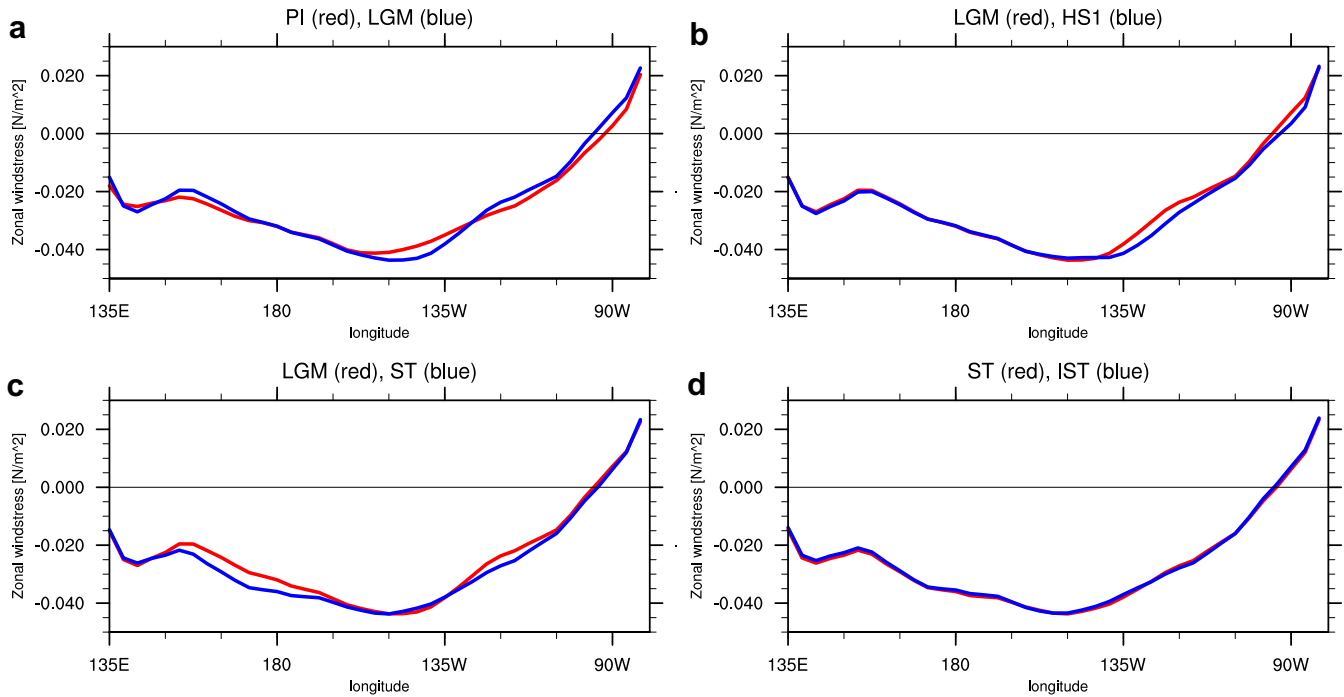 a
PI (red), LGM (blue)
Zonal windstress [N/m^2]
0.020
0.000
-0.020
-0.040
135E
180
135W
90W
longitude
b
LGM (red), HS1 (blue)
Zonal windstress [N/m^2]
0.020
0.000
-0.020
-0.040
135E
180
135W
90W
longitude
c
LGM (red), ST (blue)
Zonal windstress [N/m^2]
0.020
0.000
-0.020
-0.040
135E
180
135W
90W
longitude
d
ST (red), IST (blue)
Zonal windstress [N/m^2]
0.020
0.000
-0.020
-0.040
135E
180
135W
90W
longitude